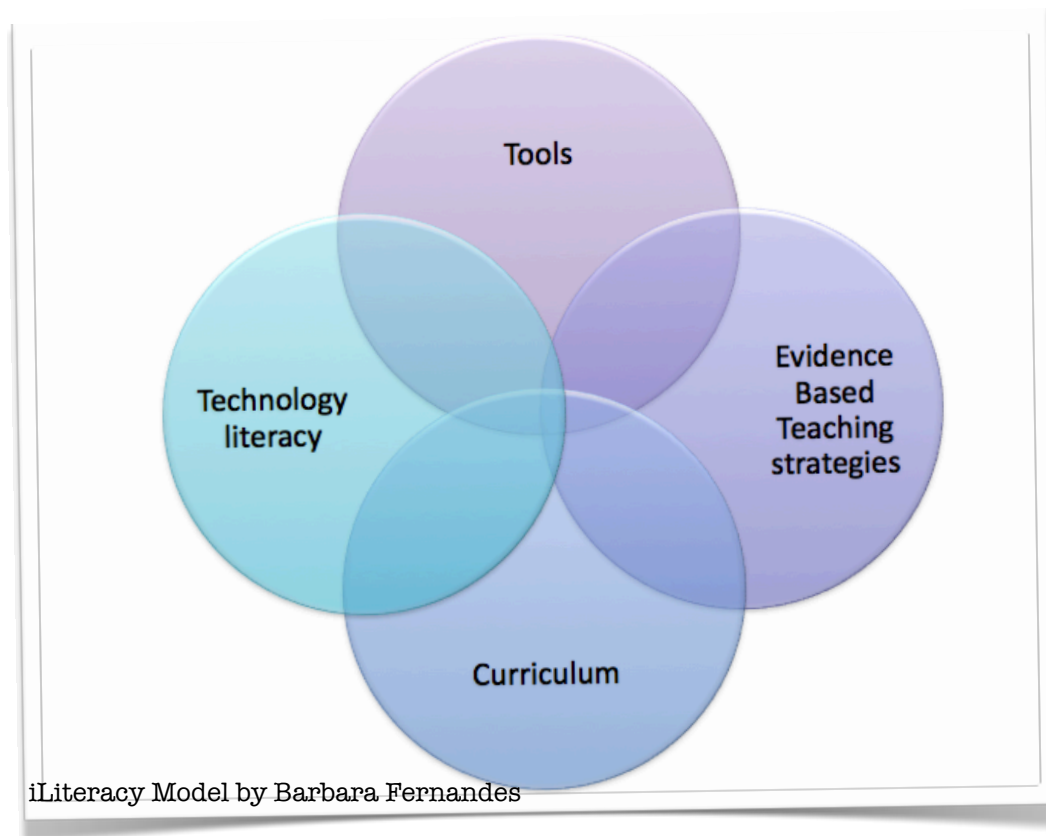 Tools
Technology
literacy
Evidence
Based
Teaching
strategies
Curriculum
iLiteracy Model by Barbara Fernandes